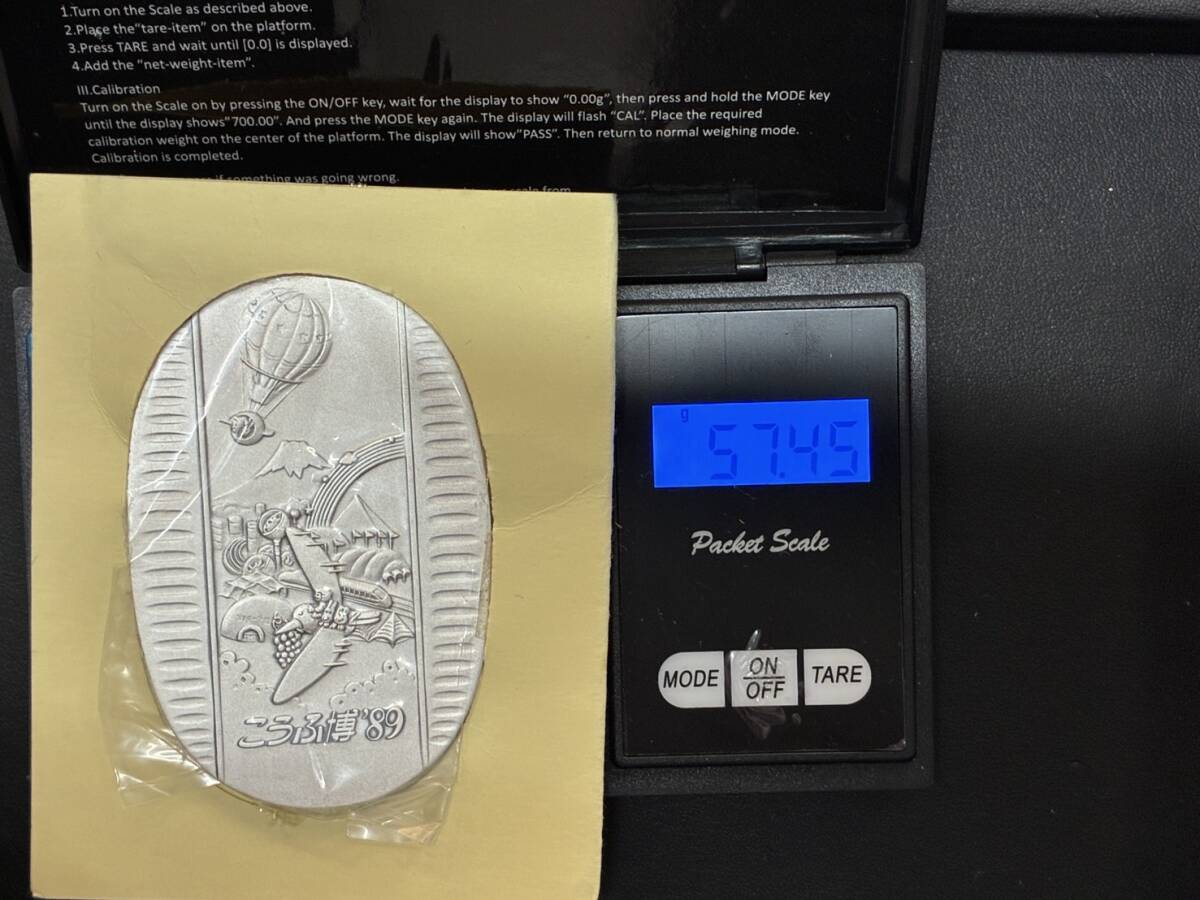 1.Turn on the Scale as described above.
2.Place the"tare-item" on the platform.
3.Press TARE and wait until [0.0] is displayed.
4.Add the "net-weight-item".
III.Calibration
Turn on the Scale on by pressing the ON/OFF key, wait for the display to show "0.00g", then press and hold the MODE key
until the display shows"700.00". And press the MODE key again. The display will flash "CAL". Place the required
calibration weight on the center of the platform. The display will show"PASS". Then return to normal weighing mode.
Calibration is completed.
if something was going wrong.
from
g
57.45
Packet Scale
MODE
ON
OFF
TARE
こうふ博'89